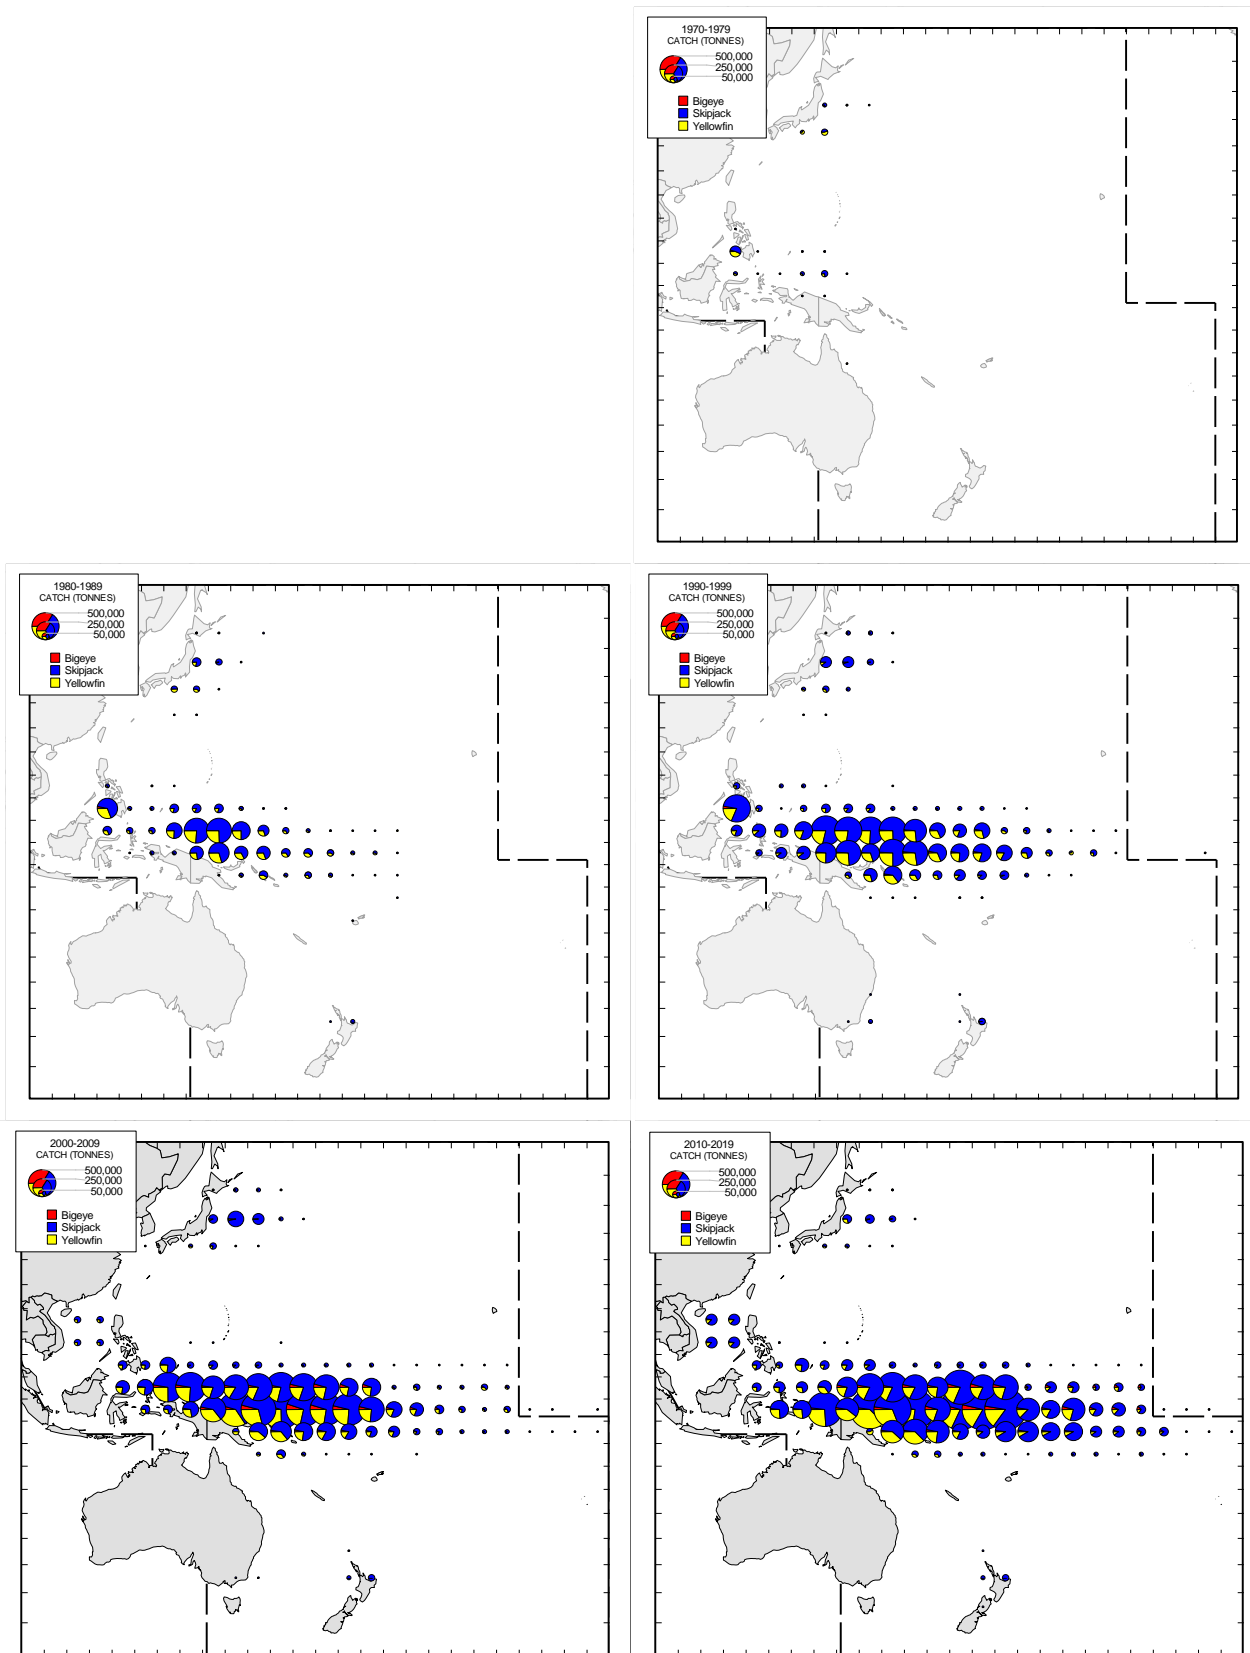 1970-1979
CATCH (TONNES)
500,000
250,000
50,000
Bigeye
Skipjack
Yellowfin
1980-1989
CATCH (TONNES)
500,000
250,000
50,000
Bigeye
Skipjack
Yellowfin
1990-1999
CATCH (TONNES)
500,000
250,000
50,000
Bigeye
Skipjack
Yellowfin
2000-2009
CATCH (TONNES)
500,000
250,000
50,000
Bigeye
Skipjack
Yellowfin
2010-2019
CATCH (TONNES)
500,000
250,000
50,000
Bigeye
Skipjack
Yellowfin